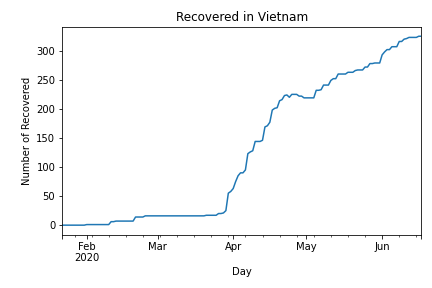 Recovered in Vietnam
Number of Recovered
300
250
200
150
100
50
0
Feb
2020
Mar
Apr
May
Jun
Day